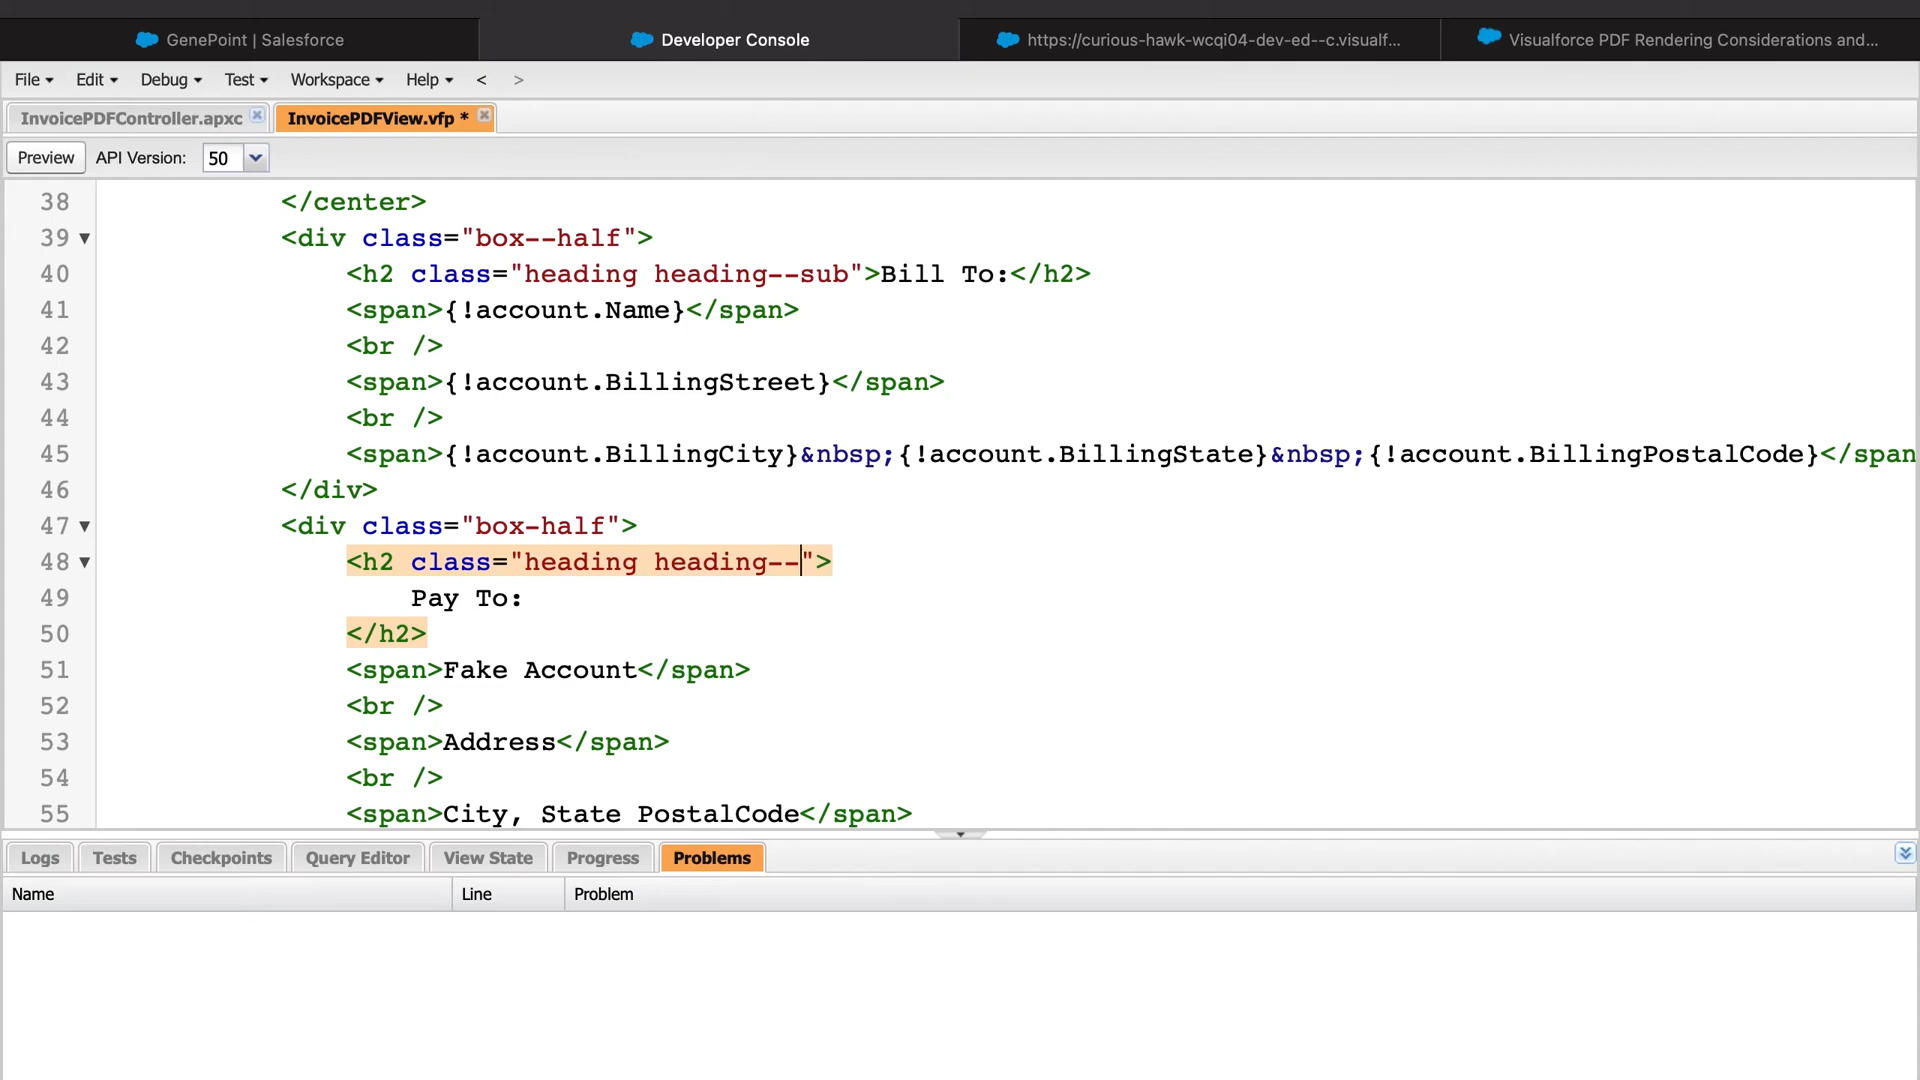 GenePoint | Salesforce
Developer Console
https://curious-hawk-wcqi04-dev-ed--c.visualf...
Visualforce PDF Rendering Considerations and...
File Edit Debug Test Workspace Help < >
InvoicePDFController.apxc
InvoicePDFView.vfp *
Preview API Version: 50
38 </center>
39 <div class="box--half">
40 <h2 class="heading heading--sub">Bill To:</h2>
41 <span>{!account.Name}</span>
42 <br />
43 <span>{!account.BillingStreet}</span>
44 <br />
45 <span>{!account.BillingCity}&nbsp;{!account.BillingState}&nbsp;{!account.BillingPostalCode}</span
46 </div>
47 <div class="box-half">
48 <h2 class="heading heading--">
49 Pay To:
50 </h2>
51 <span>Fake Account</span>
52 <br />
53 <span>Address</span>
54 <br />
55 <span>City, State PostalCode</span>
Logs Tests Checkpoints Query Editor View State Progress Problems
Name Line Problem